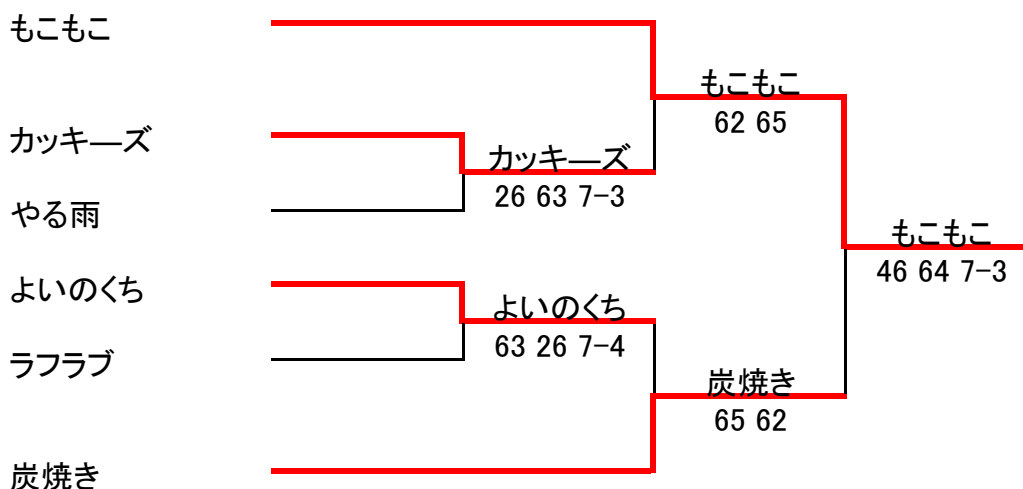 もこもこ
カッキーズ
やる雨
よいのくち
ラフラブ
炭焼き
カッキーズ
26 63 7-3
よいのくち
63 26 7-4
もこもこ
62 65
炭焼き
65 62
もこもこ
46 64 7-3